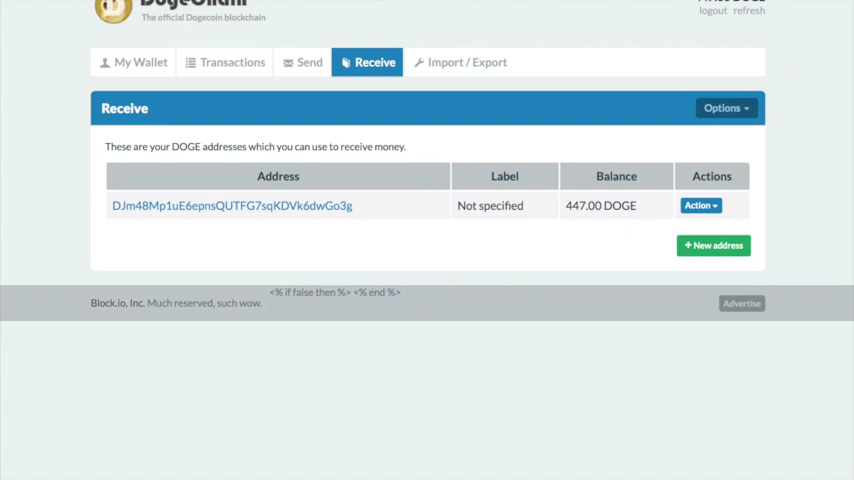 The official Dogecoin blockchain
logout refresh
My Wallet Transactions Send Receive Import / Export
Receive Options
These are your DOGE addresses which you can use to receive money.
Address Label Balance Actions
DJm48Mp1uE6epnsQUTFG7sqKDVk6dwGo3g Not specified 447.00 DOGE Action
+ New address
<% if false then %> <% end %>
Block.io, Inc. Much reserved, such wow. Advertise